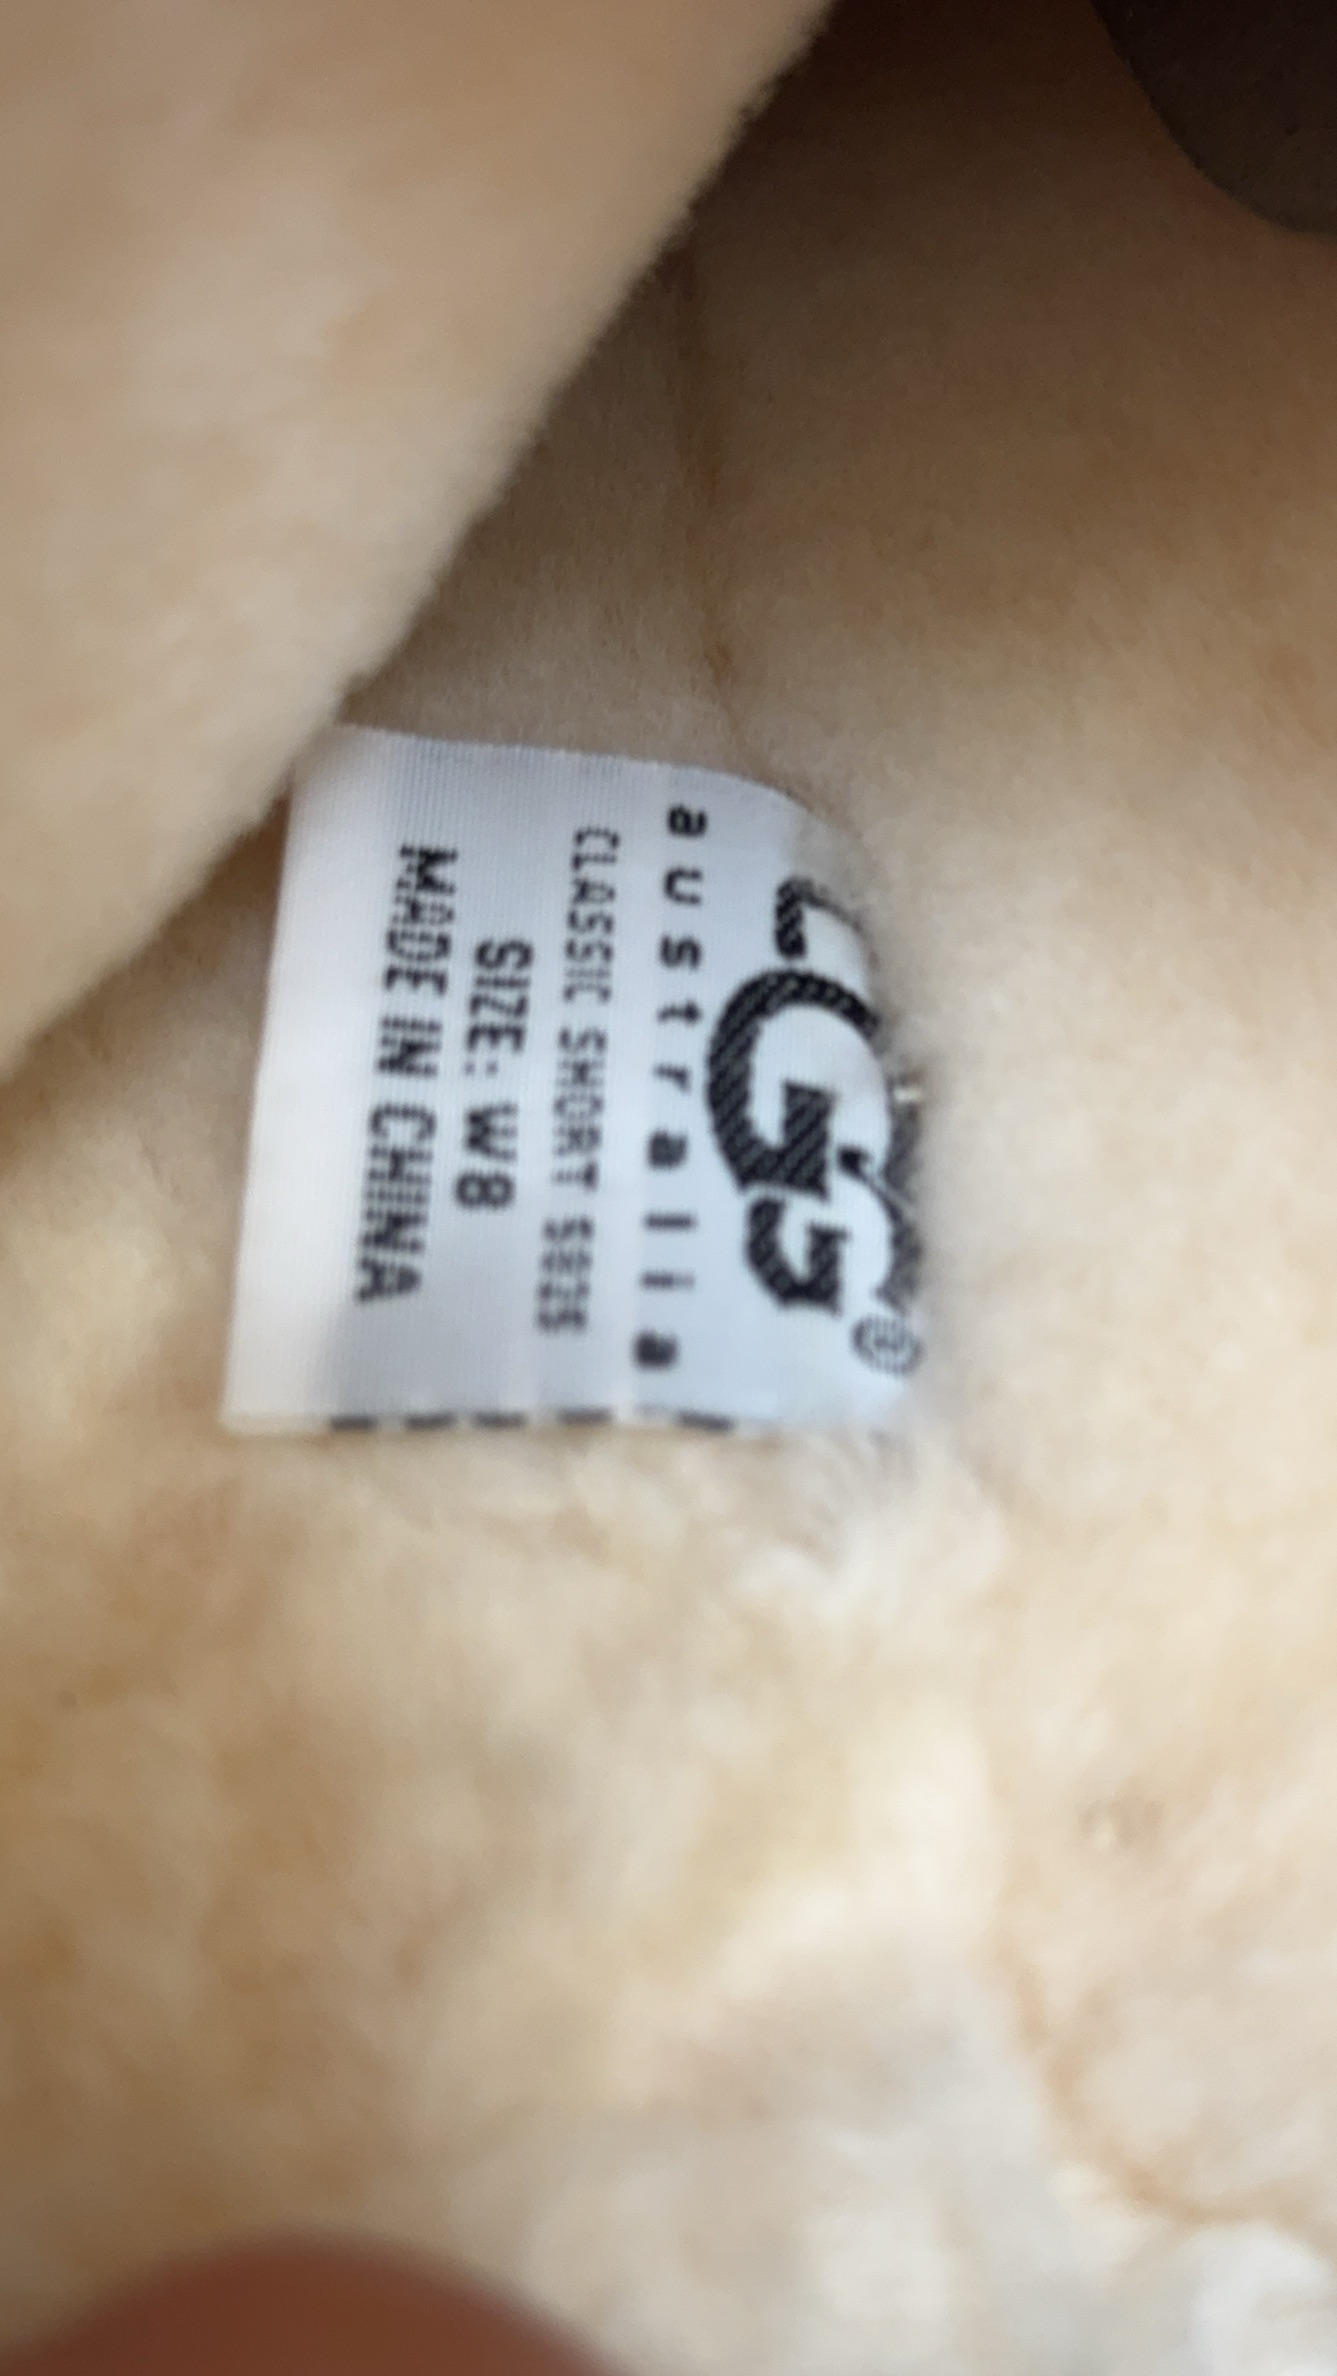 UGG®
australia
CLASSIC SHORT 5825
SIZE: W8
MADE IN CHINA